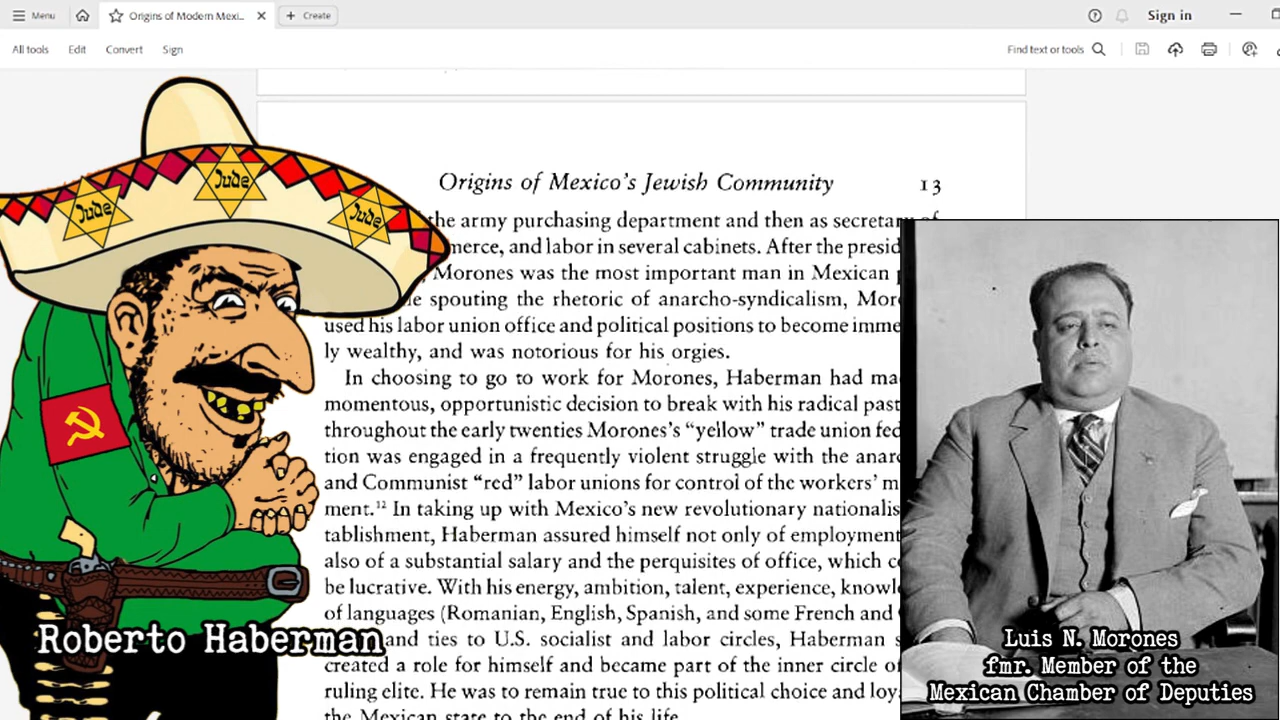 Menu
Origins of Modern Mexi...
Create
Sign in
All tools
Edit
Convert
Sign
Find text or tools
Jude
Jude
Jude
Origins of Mexico's Jewish Community 13
the army purchasing department and then as secretary of
and labor in several cabinets. After the
Morones was the most important man in Mexican
spouting the rhetoric of anarcho-syndicalism,
used his labor union office and political positions to become
ly wealthy, and was notorious for his orgies.
In choosing to go to work for Morones, Haberman had
momentous, opportunistic decision to break with his radical past
throughout the early twenties Morones's "yellow" trade union
tion was engaged in a frequently violent struggle with the
and Communist "red" labor unions for control of the workers'
ment.¹² In taking up with Mexico's new revolutionary
tablishment, Haberman assured himself not only of employment
also of a substantial salary and the perquisites of office, which
be lucrative. With his energy, ambition, talent, experience,
of languages (Romanian, English, Spanish, and some French and
and ties to U.S. socialist and labor circles, Haberman
created a role for himself and became part of the inner circle
ruling elite. He was to remain true to this political choice and
the Mexican state to the end of his life.
Roberto Haberman
Luis N. Morones
fmr. Member of the
Mexican Chamber of Deputies